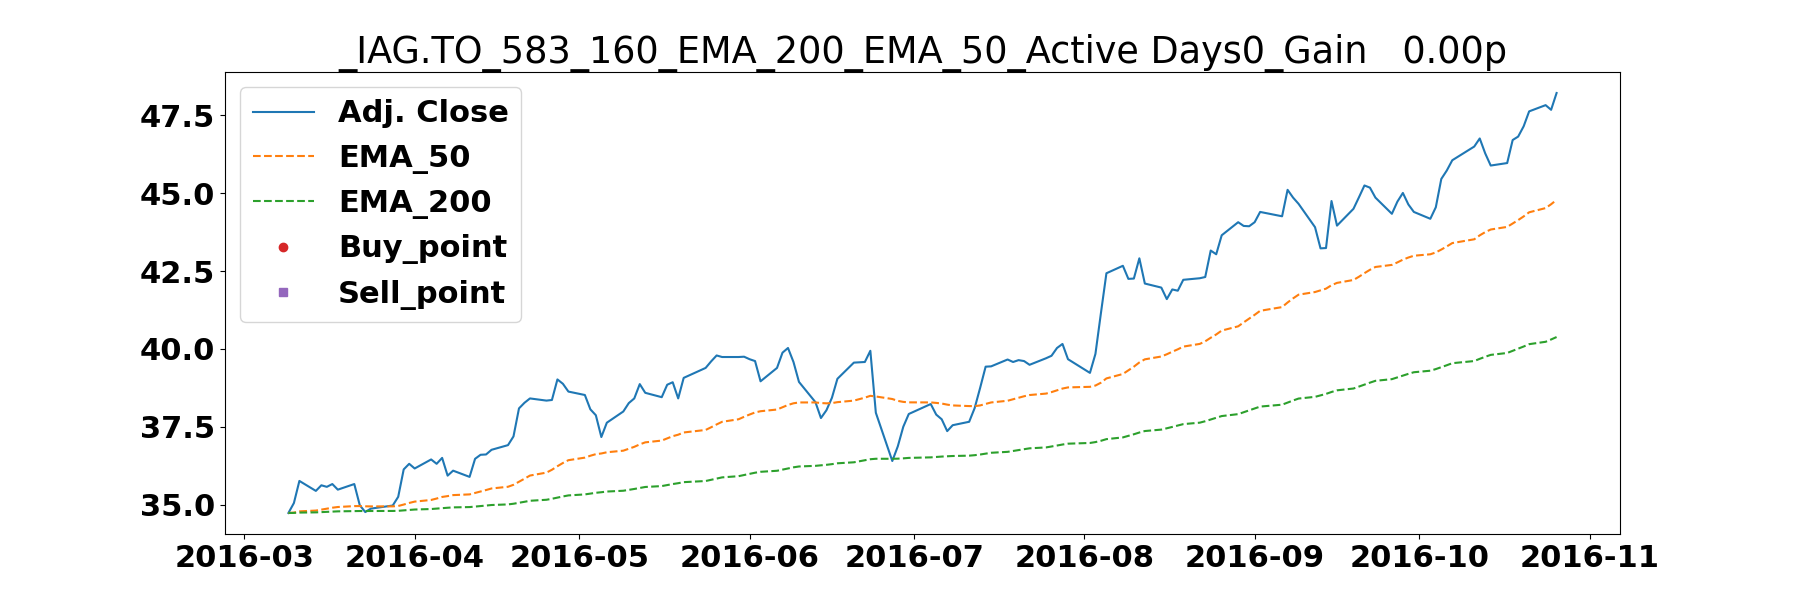 _IAG.TO_583_160_EMA_200_EMA_50_Active Days0_Gain   0.00p
Adj. Close
EMA_50
EMA_200
Buy_point
Sell_point
47.5
45.0
42.5
40.0
37.5
35.0
2016-03 2016-04 2016-05 2016-06 2016-07 2016-08 2016-09 2016-10 2016-11